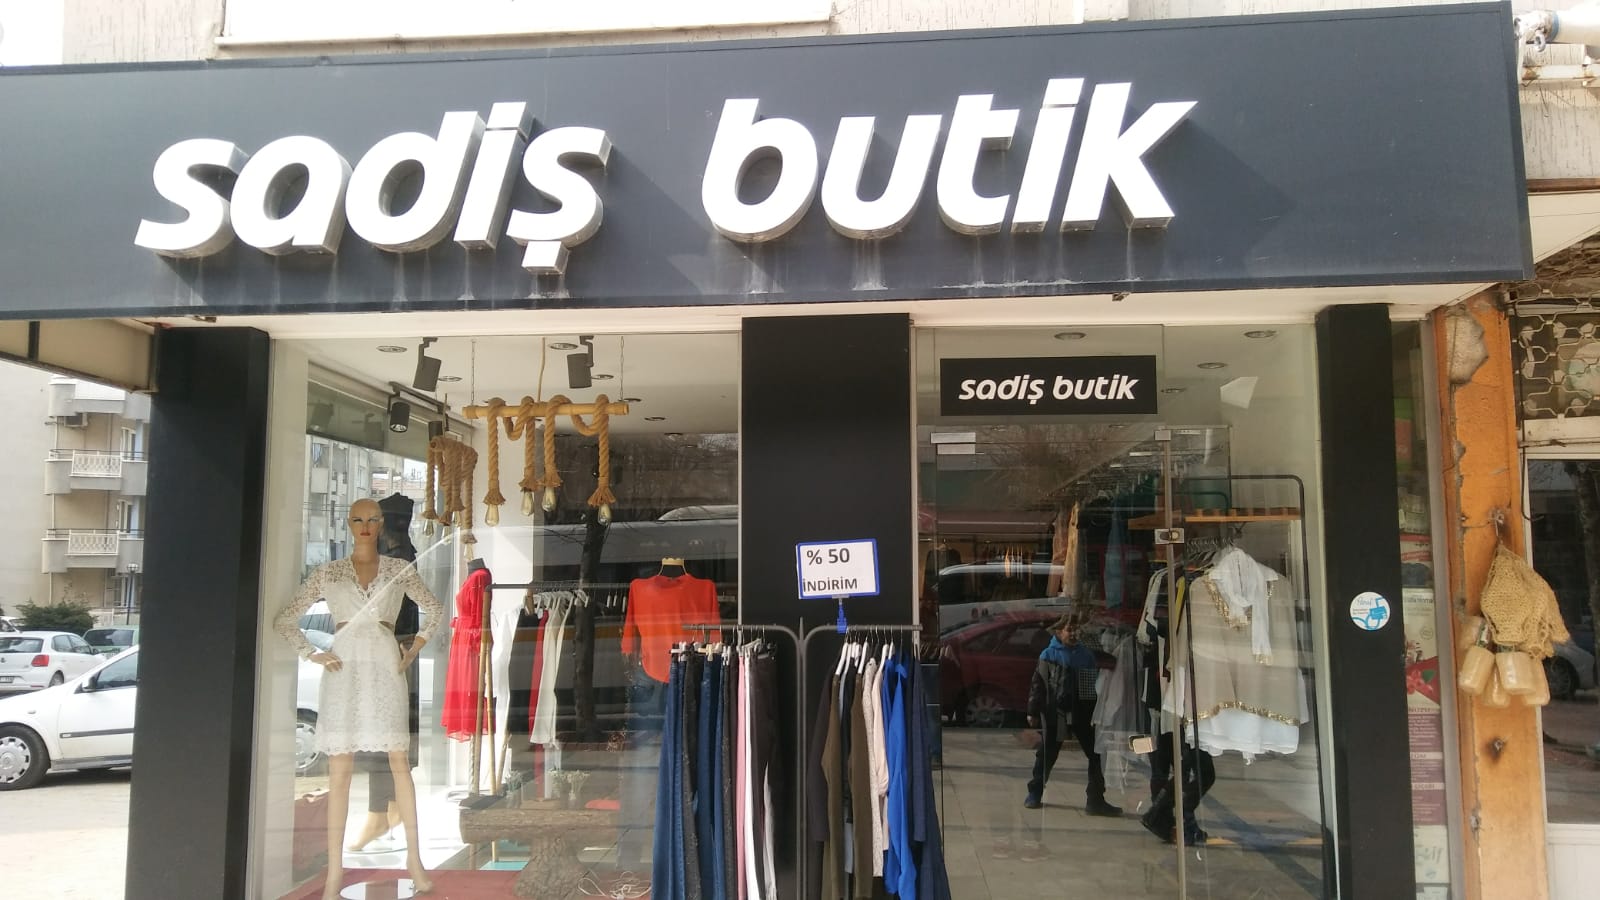 sadiş butik
sadiş butik
% 50
İNDİRİM